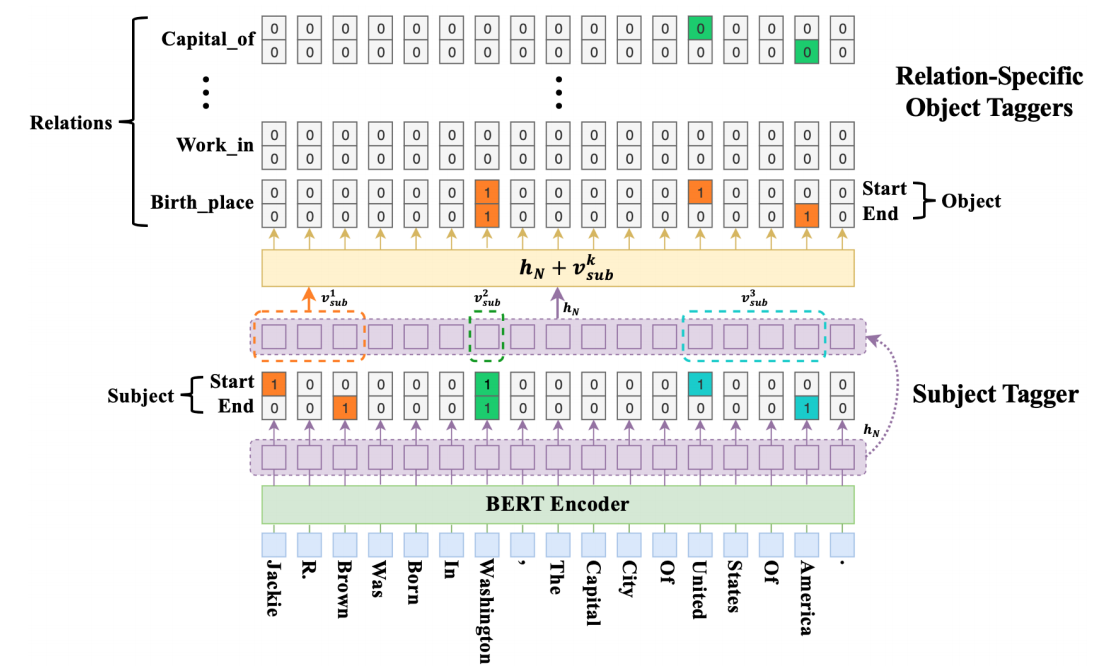 Capital_of
0 0 0 0 0 0 0 0 0 0 0 0 0 0 0 0 0
0 0 0 0 0 0 0 0 0 0 0 0 0 0 0 0 0
Relation-Specific
Object Taggers
Relations
Work_in
0 0 0 0 0 0 0 0 0 0 0 0 0 0 0 0 0
0 0 0 0 0 0 0 0 0 0 0 0 0 0 0 0 0
Birth_place
0 0 0 0 0 0 1 0 0 0 0 0 1 0 0 0 0
0 0 0 0 0 0 1 0 0 0 0 0 0 0 0 1 0
Start
End
Object
h_N + v_sub^k
v_sub^1
v_sub^2
h_N
v_sub^3
Subject
Start
End
1 0 0 0 0 0 1 0 0 0 0 0 1 0 0 0 0
0 0 1 0 0 0 1 0 0 0 0 0 0 0 0 1 0
Subject Tagger
h_N
BERT Encoder
Jackie R. Brown Was Born In Washington , The Capital City Of United States Of America .